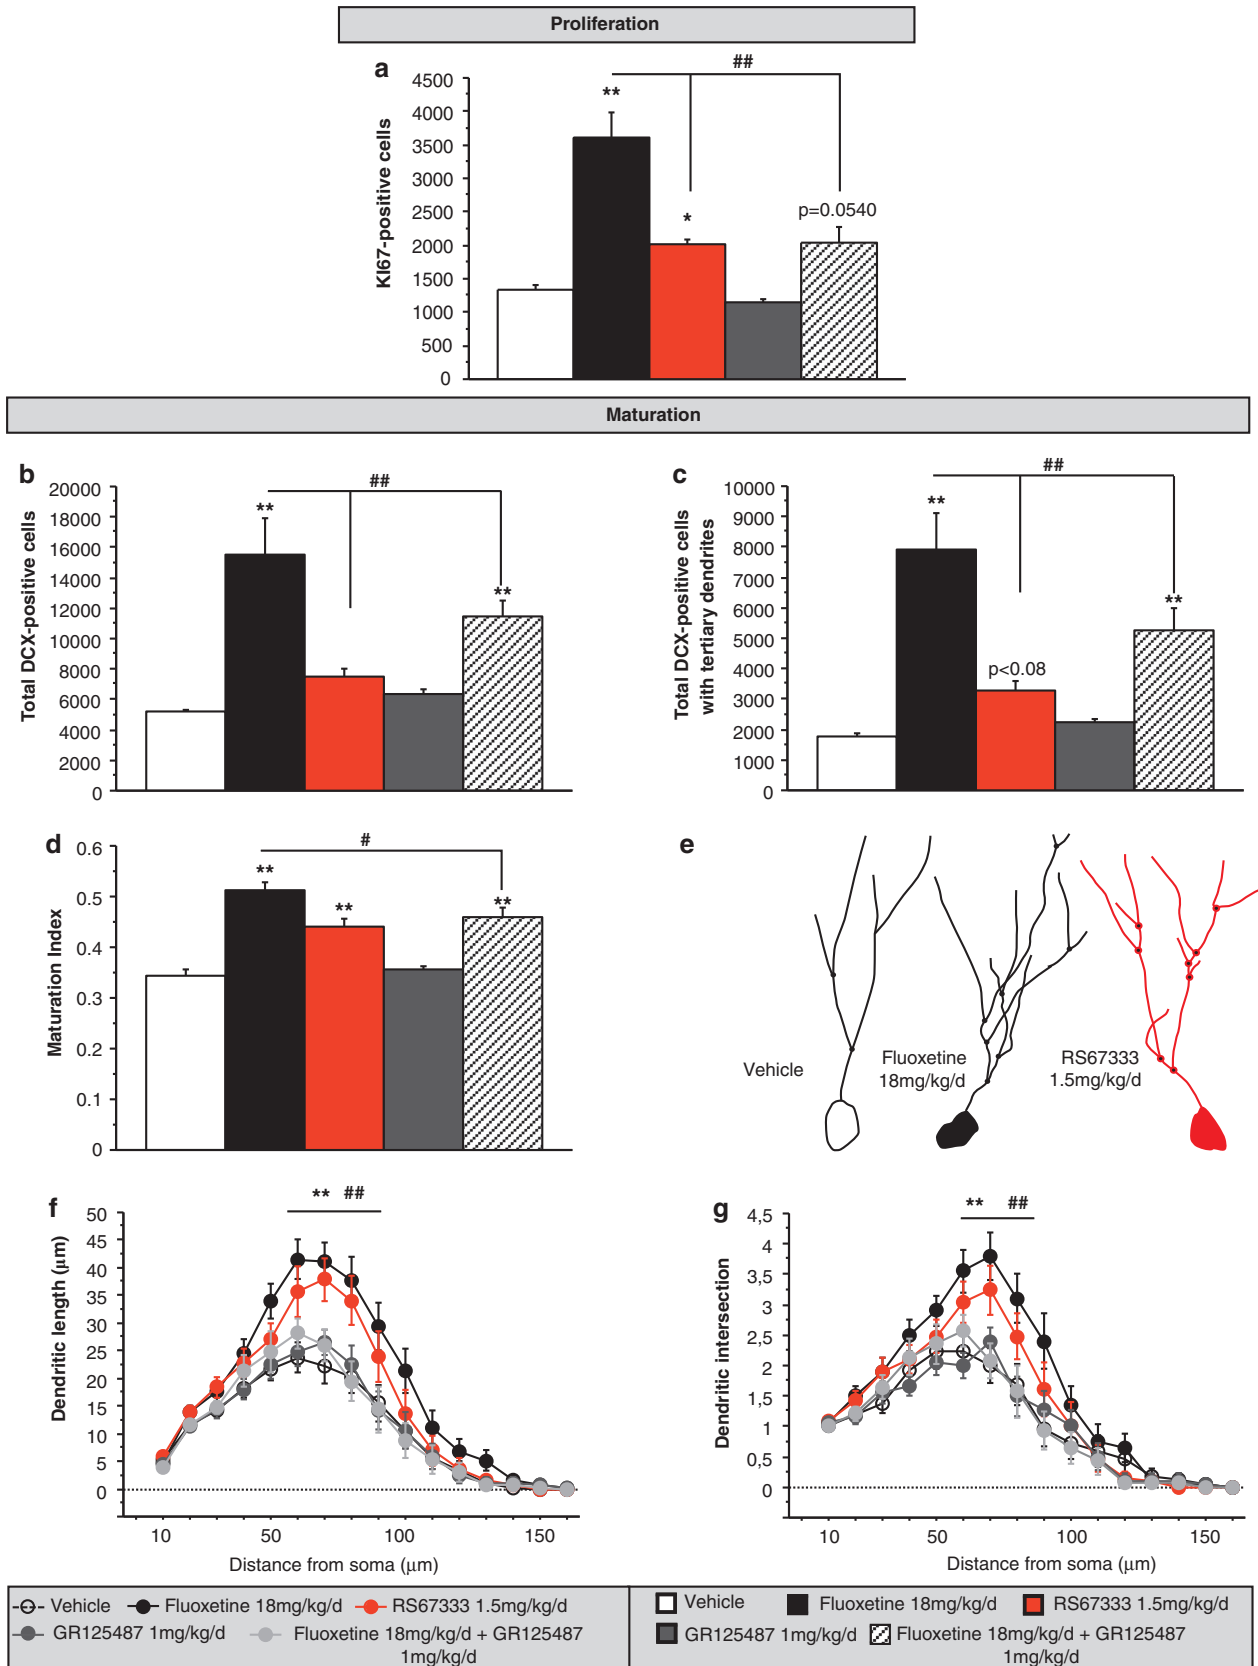 Proliferation
a
##
**
*
p=0.0540
KI67-positive cells
4500
4000
3500
3000
2500
2000
1500
1000
500
0
Maturation
b
##
**
**
Total DCX-positive cells
20000
18000
16000
14000
12000
10000
8000
6000
4000
2000
0
c
##
**
p<0.08
**
Total DCX-positive cells
with tertiary dendrites
10000
9000
8000
7000
6000
5000
4000
3000
2000
1000
0
d
#
**
**
**
Maturation Index
0.6
0.5
0.4
0.3
0.2
0.1
0
e
Vehicle
Fluoxetine
18mg/kg/d
RS67333
1.5mg/kg/d
f
** ##
Dendritic length (μm)
50
45
40
35
30
25
20
15
10
5
0
10 50 100 150
Distance from soma (μm)
g
** ##
Dendritic intersection
4,5
4
3,5
3
2,5
2
1,5
1
0,5
0
10 50 100 150
Distance from soma (μm)
Vehicle Fluoxetine 18mg/kg/d RS67333 1.5mg/kg/d
GR125487 1mg/kg/d Fluoxetine 18mg/kg/d + GR125487
1mg/kg/d
Vehicle Fluoxetine 18mg/kg/d RS67333 1.5mg/kg/d
GR125487 1mg/kg/d Fluoxetine 18mg/kg/d + GR125487
1mg/kg/d